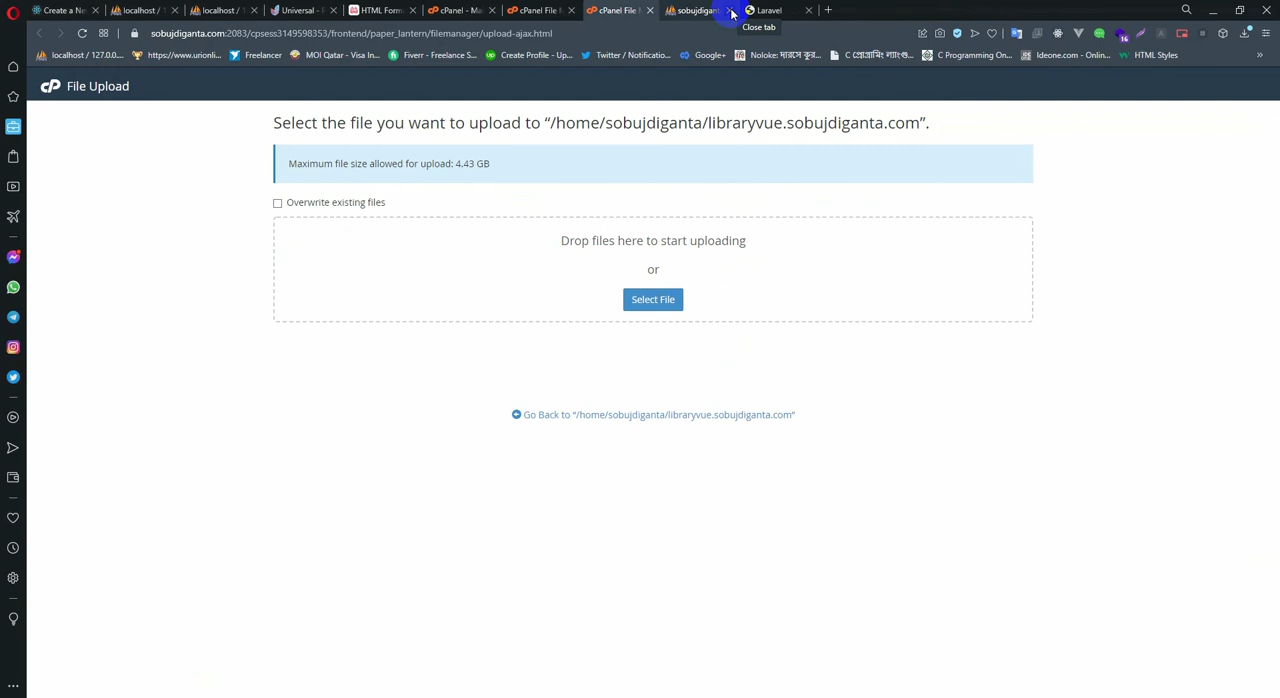 Create a Ne
localhost /
localhost /
Universal - P
HTML Form
cPanel - Ma
cPanel File M
cPanel File M
sobujdigant
Laravel
Close tab
sobujdiganta.com:2083/cpsess3149598353/frontend/paper_lantern/filemanager/upload-ajax.html
localhost / 127.0.0....
https://www.urionli...
Freelancer
MOI Qatar - Visa In...
Fiverr - Freelance S...
Create Profile - Up...
Twitter / Notificatio...
Google+
C Programming On...
Ideone.com - Onlin...
HTML Styles
»
16
cP File Upload
Select the file you want to upload to “/home/sobujdiganta/libraryvue.sobujdiganta.com”.
Maximum file size allowed for upload: 4.43 GB
Overwrite existing files
Drop files here to start uploading
or
Select File
Go Back to “/home/sobujdiganta/libraryvue.sobujdiganta.com”